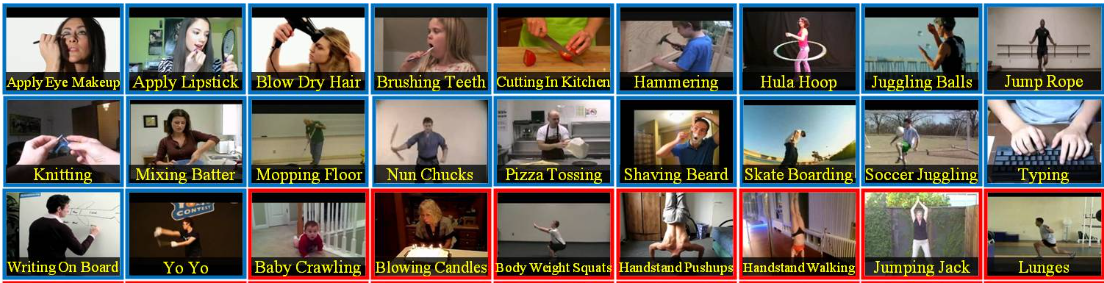 Apply Eye Makeup
Apply Lipstick
Blow Dry Hair
Brushing Teeth
Cutting In Kitchen
Hammering
Hula Hoop
Juggling Balls
Jump Rope
Knitting
Mixing Batter
Mopping Floor
Nun Chucks
Pizza Tossing
Shaving Beard
Skate Boarding
Soccer Juggling
Typing
CONTEST
Writing On Board
Yo Yo
Baby Crawling
Blowing Candles
Body Weight Squats
Handstand Pushups
Handstand Walking
Jumping Jack
Lunges